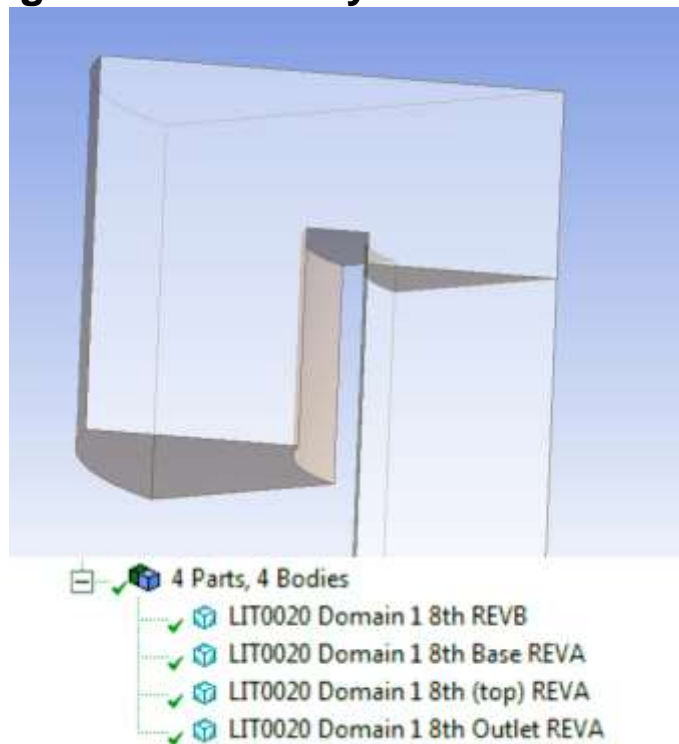 4 Parts, 4 Bodies
LIT0020 Domain 1 8th REVB
LIT0020 Domain 1 8th Base REVA
LIT0020 Domain 1 8th (top) REVA
LIT0020 Domain 1 8th Outlet REVA